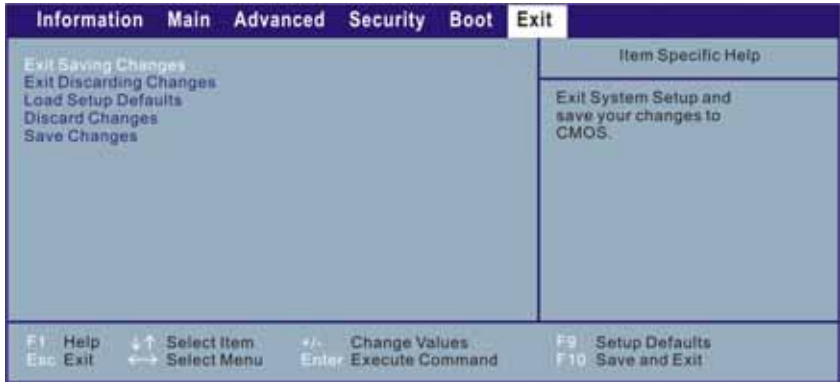 Information Main Advanced Security Boot Exit
Exit Saving Changes
Exit Discarding Changes
Load Setup Defaults
Discard Changes
Save Changes
Item Specific Help
Exit System Setup and
save your changes to
CMOS.
F1 Help ↓↑ Select Item +/- Change Values F9 Setup Defaults
Esc Exit ←→ Select Menu Enter Execute Command F10 Save and Exit